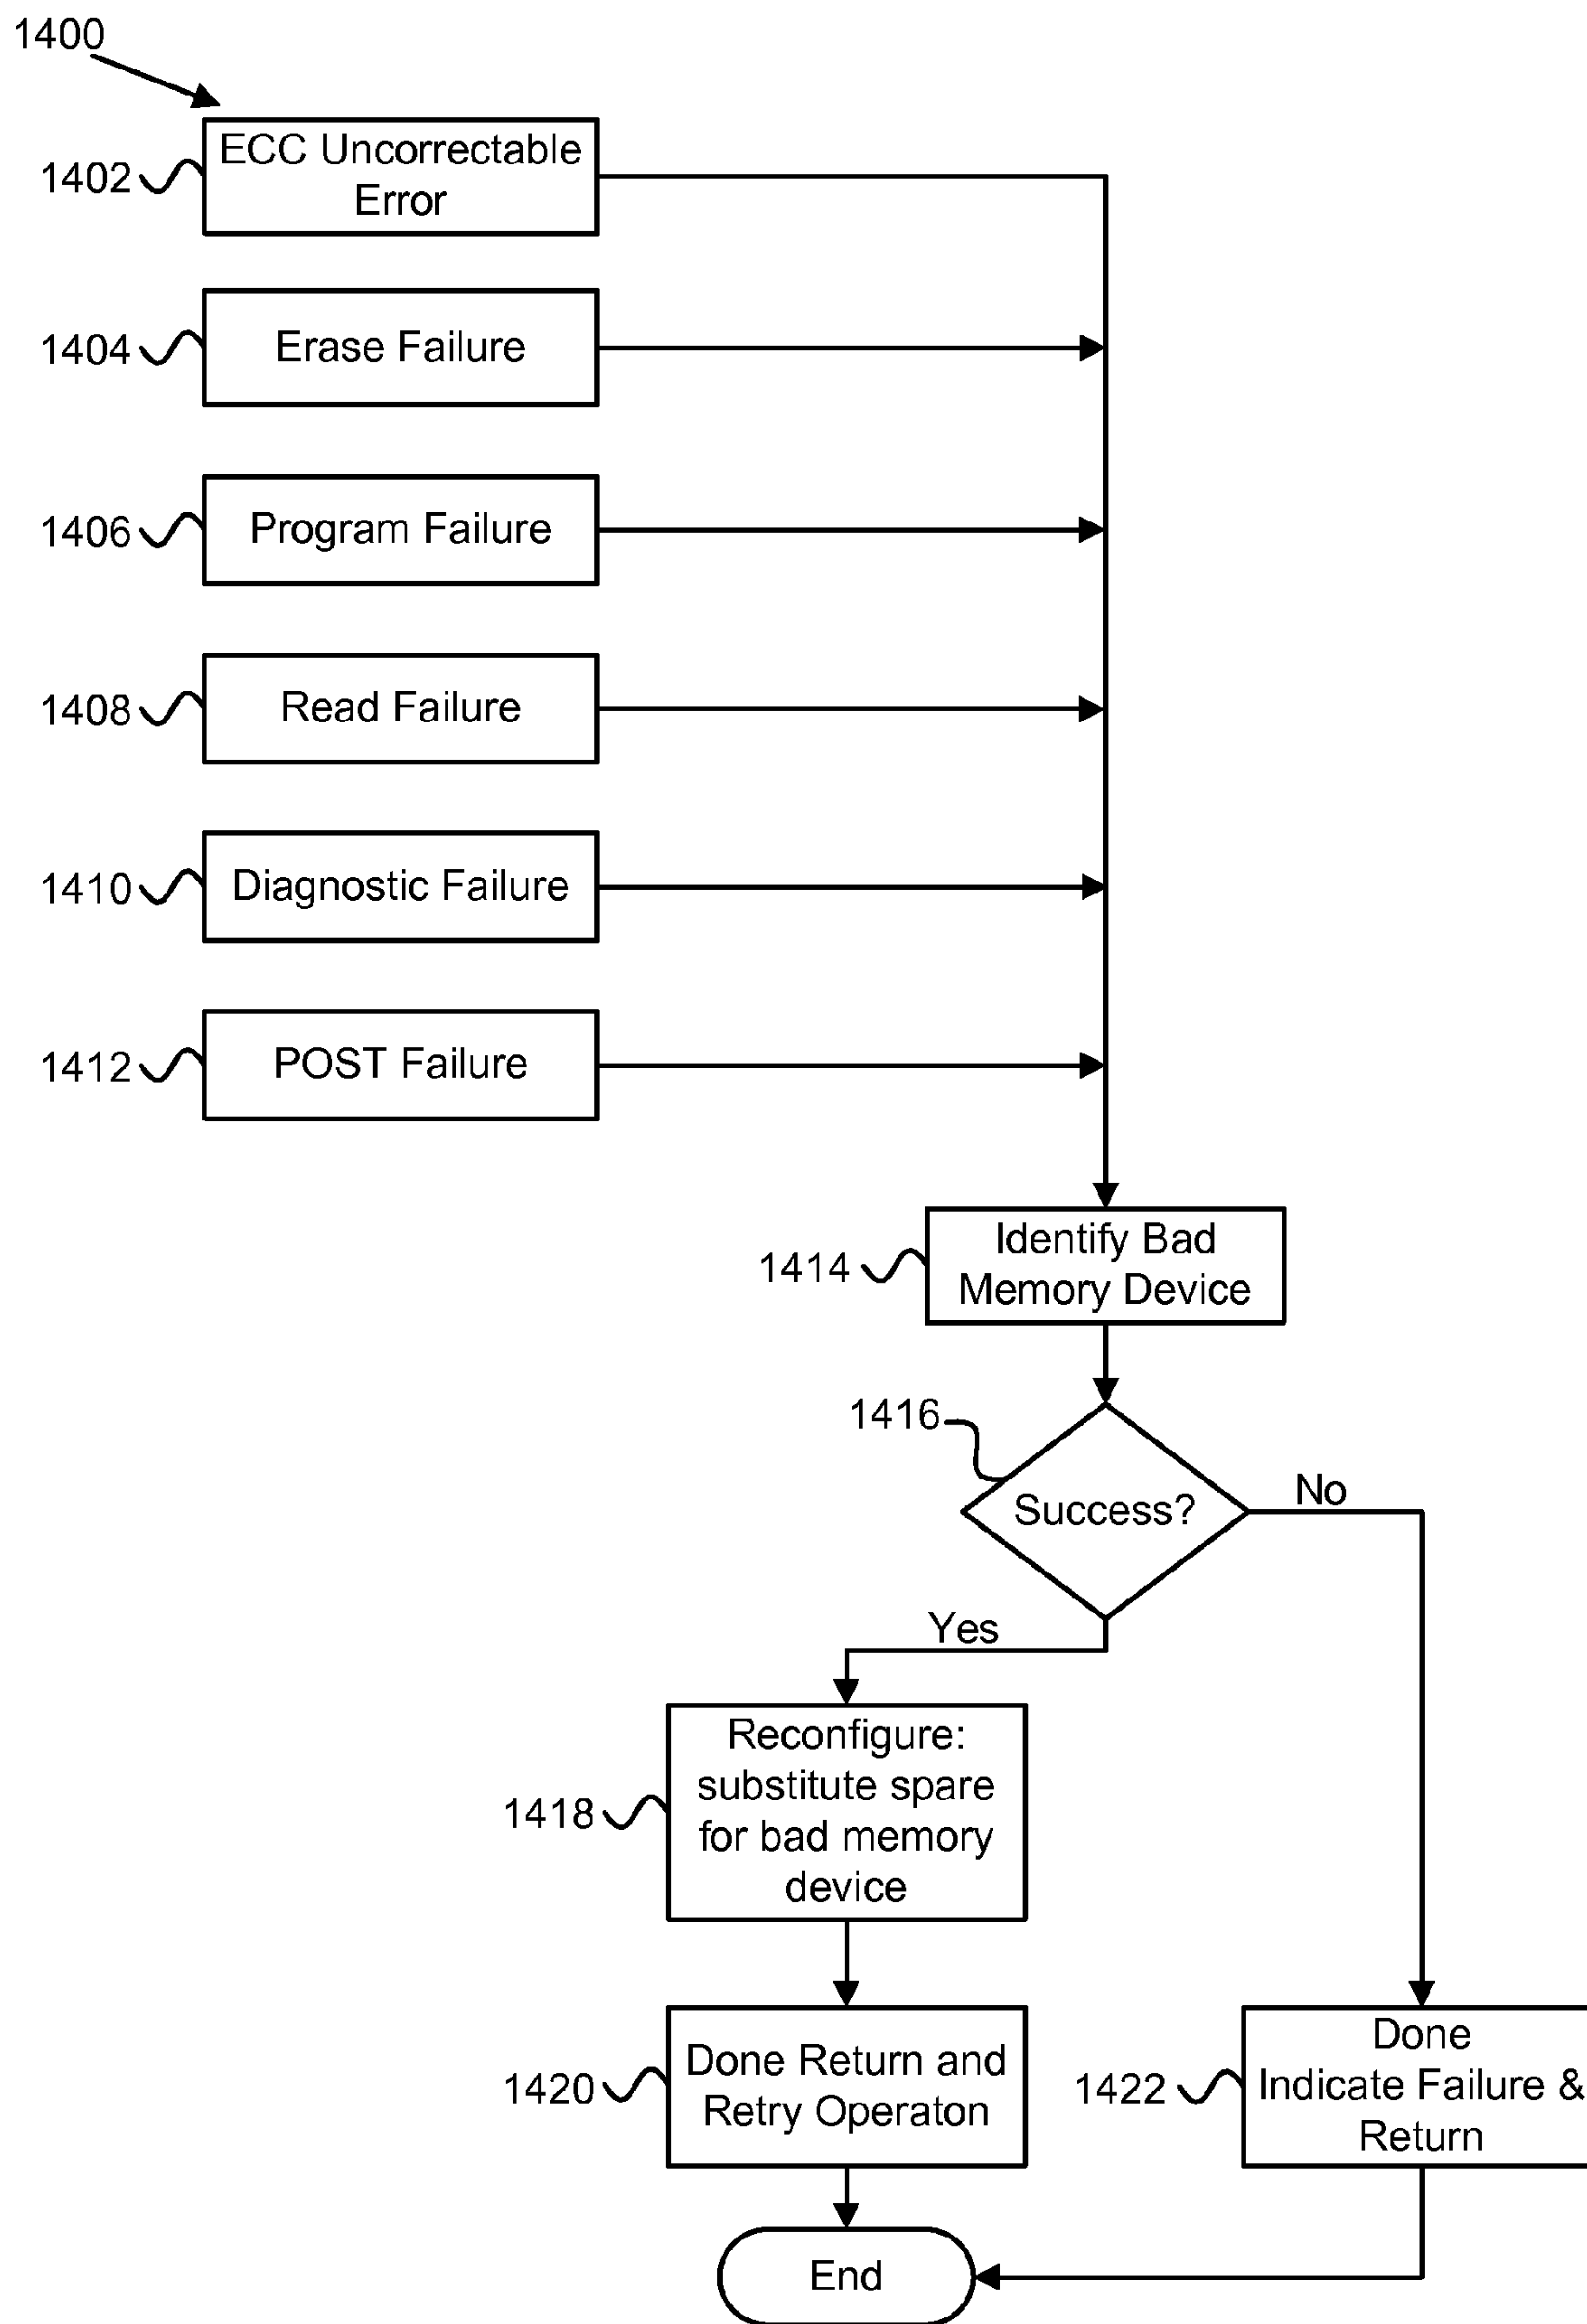 1400
ECC Uncorrectable
Error
1402
Erase Failure
1404
Program Failure
1406
Read Failure
1408
Diagnostic Failure
1410
POST Failure
1412
Identify Bad
Memory Device
1414
1416
Success?
No
Yes
Reconfigure:
substitute spare
for bad memory
device
1418
Done Return and
Retry Operaton
1420
Done
Indicate Failure &
Return
1422
End